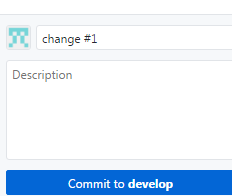 change #1
Description
Commit to develop